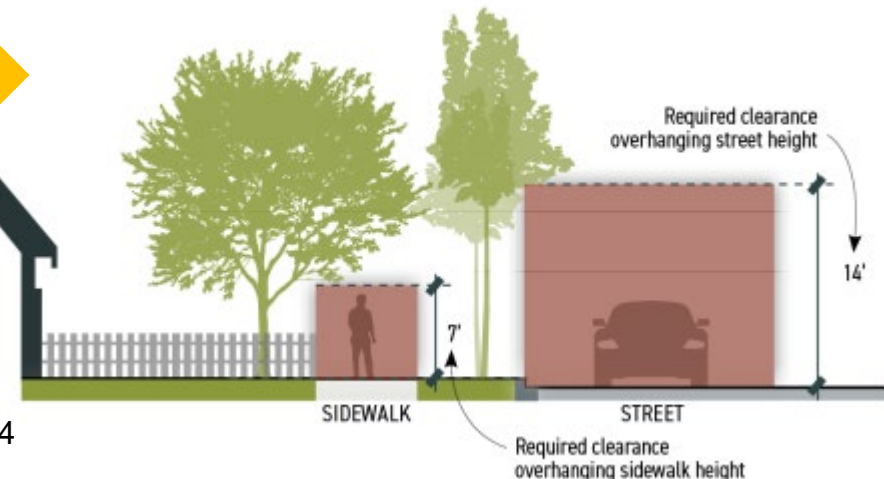 Required clearance
overhanging street height
14'
7'
4
SIDEWALK
STREET
Required clearance
overhanging sidewalk height